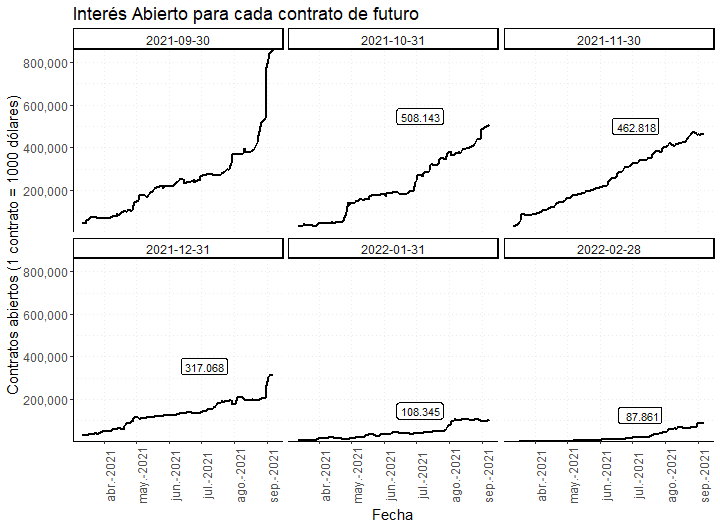 Interés Abierto para cada contrato de futuro
Contratos abiertos (1 contrato = 1000 dólares)
2021-09-30 2021-10-31 2021-11-30
800,000
600,000
400,000
200,000
508.143
462.818
2021-12-31 2022-01-31 2022-02-28
800,000
600,000
400,000
200,000
317.068
108.345
87.861
abr.-2021 may.-2021 jun.-2021 jul.-2021 ago.-2021 sep.-2021
abr.-2021 may.-2021 jun.-2021 jul.-2021 ago.-2021 sep.-2021
abr.-2021 may.-2021 jun.-2021 jul.-2021 ago.-2021 sep.-2021
Fecha